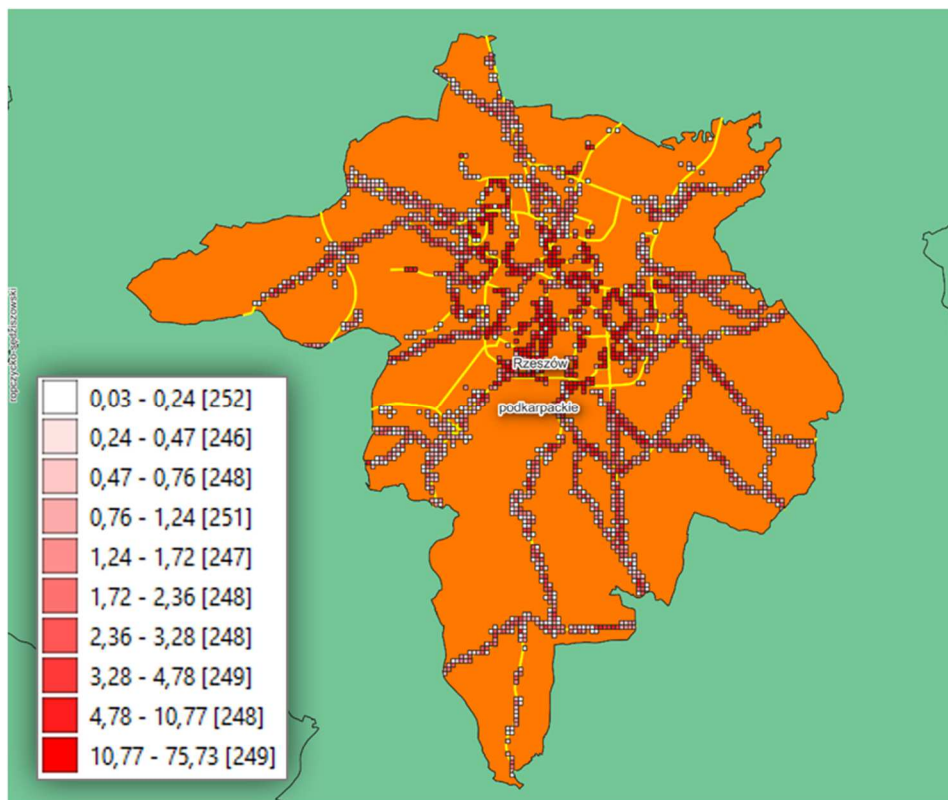 ropczycko-sędziszowski
Rzeszów
podkarpackie
0,03 - 0,24 [252]
0,24 - 0,47 [246]
0,47 - 0,76 [248]
0,76 - 1,24 [251]
1,24 - 1,72 [247]
1,72 - 2,36 [248]
2,36 - 3,28 [248]
3,28 - 4,78 [249]
4,78 - 10,77 [248]
10,77 - 75,73 [249]